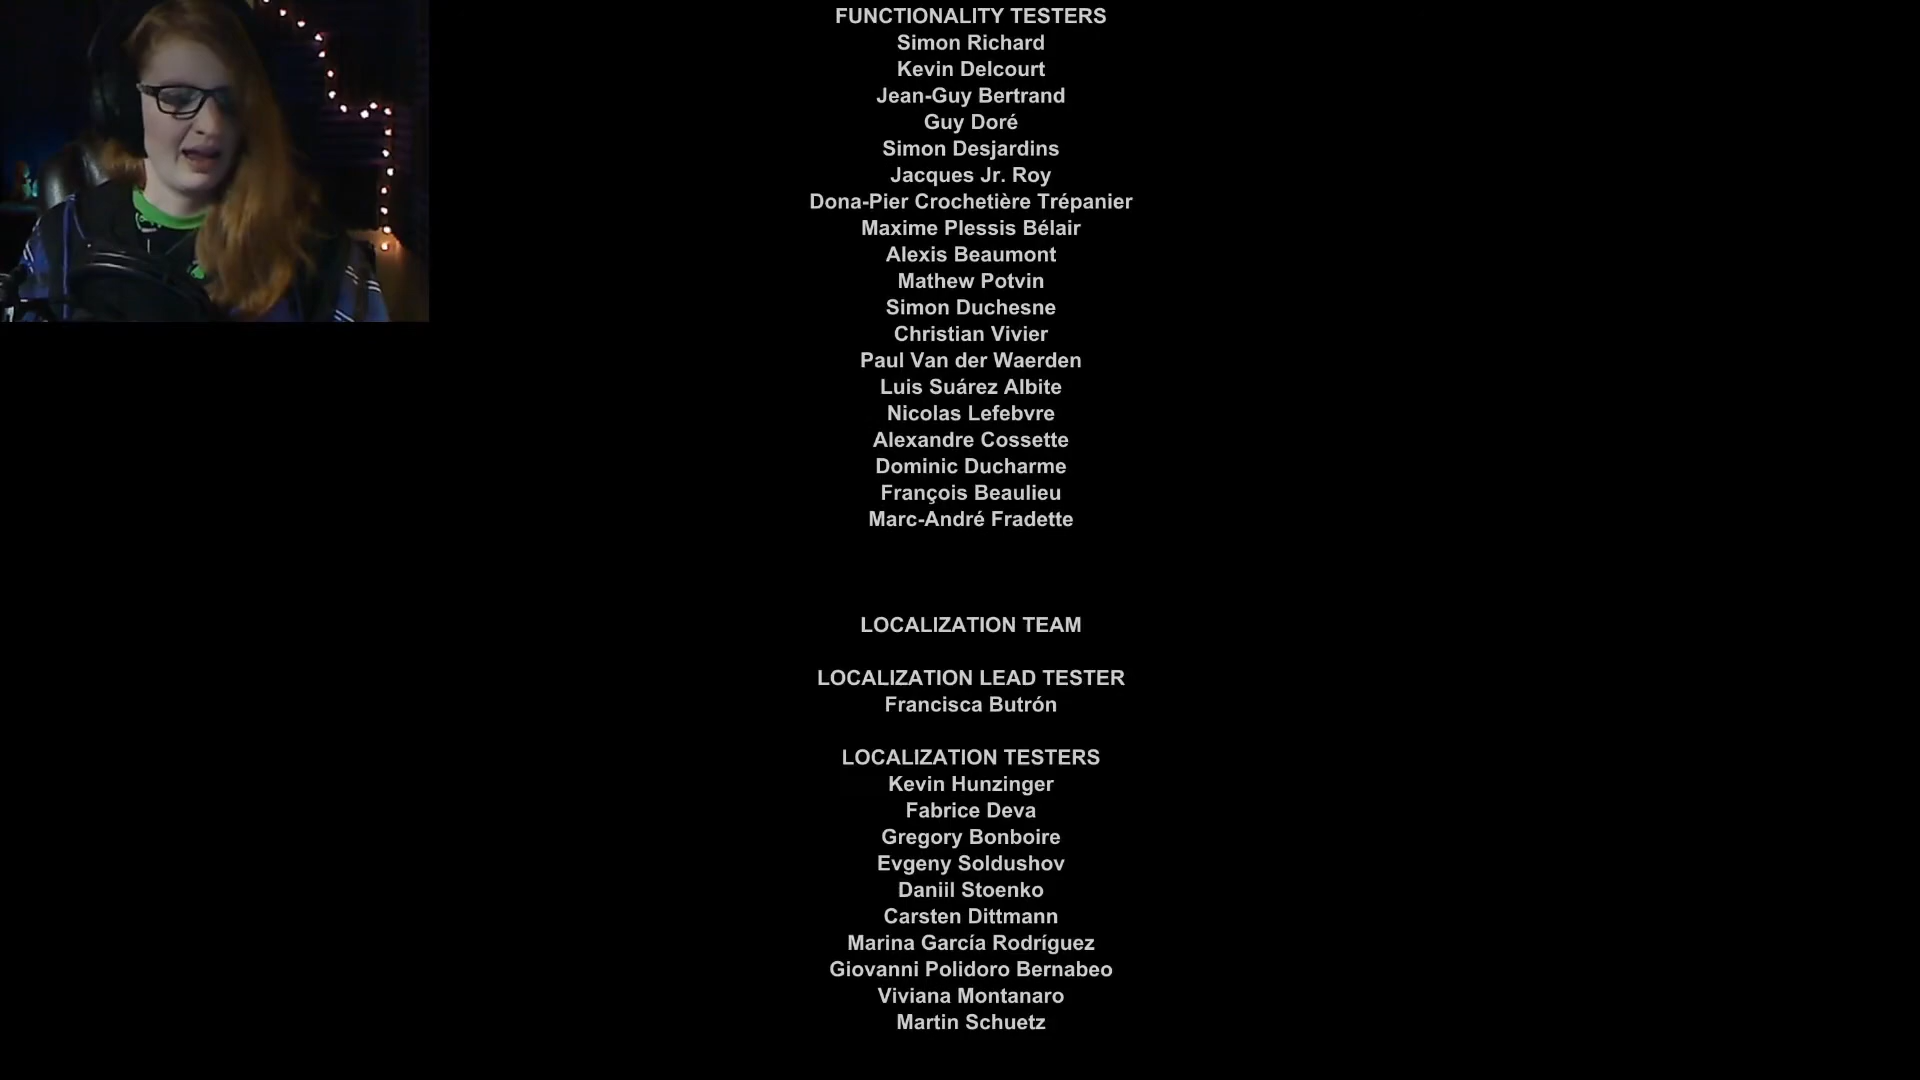 FUNCTIONALITY TESTERS
Simon Richard
Kevin Delcourt
Jean-Guy Bertrand
Guy Doré
Simon Desjardins
Jacques Jr. Roy
Dona-Pier Crochetière Trépanier
Maxime Plessis Bélair
Alexis Beaumont
Mathew Potvin
Simon Duchesne
Christian Vivier
Paul Van der Waerden
Luis Suárez Albite
Nicolas Lefebvre
Alexandre Cossette
Dominic Ducharme
François Beaulieu
Marc-André Fradette
LOCALIZATION TEAM
LOCALIZATION LEAD TESTER
Francisca Butrón
LOCALIZATION TESTERS
Kevin Hunzinger
Fabrice Deva
Gregory Bonboire
Evgeny Soldushov
Daniil Stoenko
Carsten Dittmann
Marina García Rodríguez
Giovanni Polidoro Bernabeo
Viviana Montanaro
Martin Schuetz